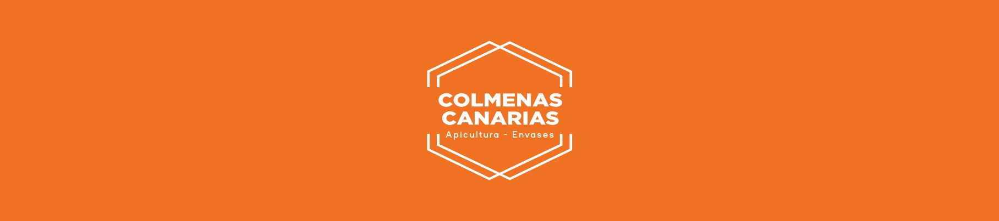 COLMENAS
CANARIAS
Apicultura - Envases